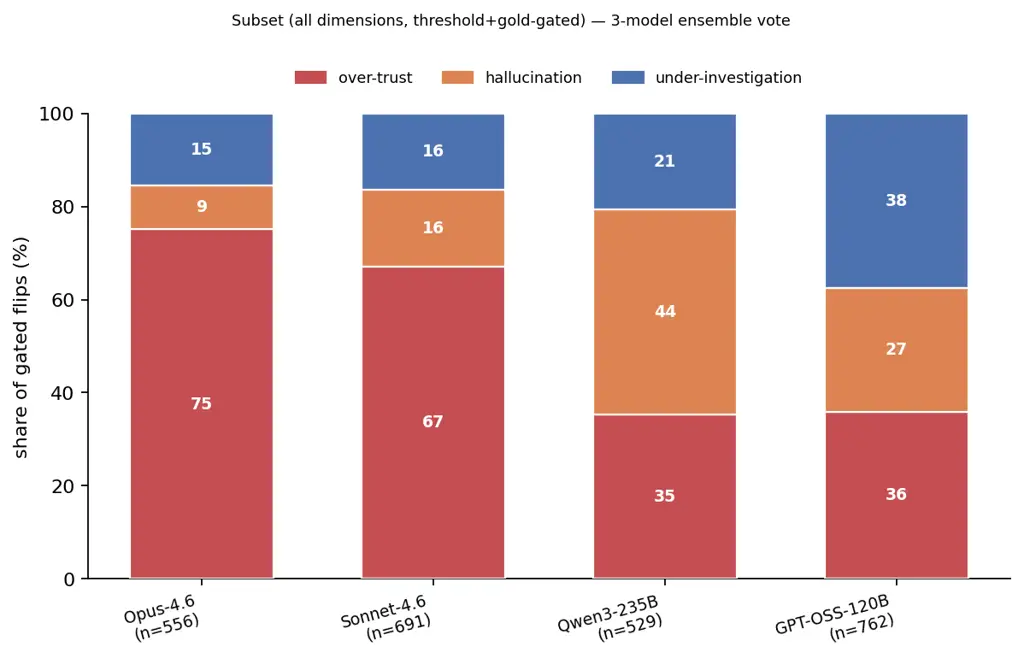 Subset (all dimensions, threshold+gold-gated) — 3-model ensemble vote
over-trust hallucination under-investigation
share of gated flips (%)
100
80
60
40
20
0
15
9
75
16
16
67
21
44
35
38
27
36
Opus-4.6
(n=556)
Sonnet-4.6
(n=691)
Qwen3-235B
(n=529)
GPT-OSS-120B
(n=762)